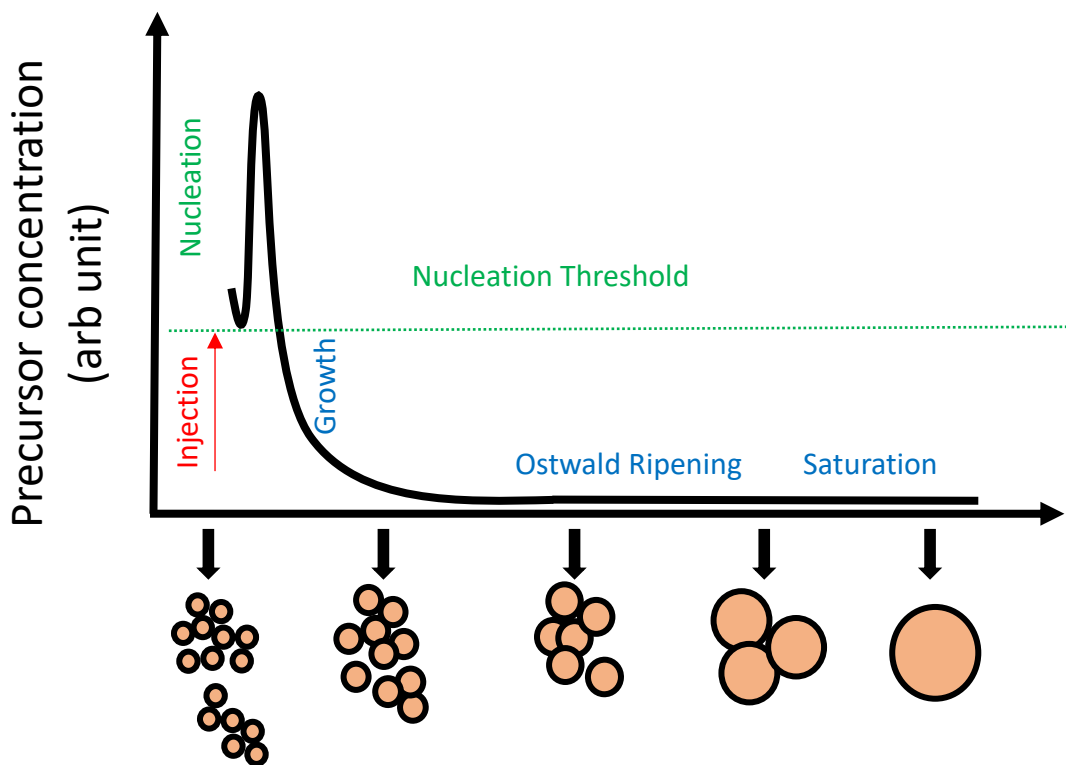 Precursor concentration
(arb unit)
Nucleation
Injection
Nucleation Threshold
Growth
Ostwald Ripening
Saturation